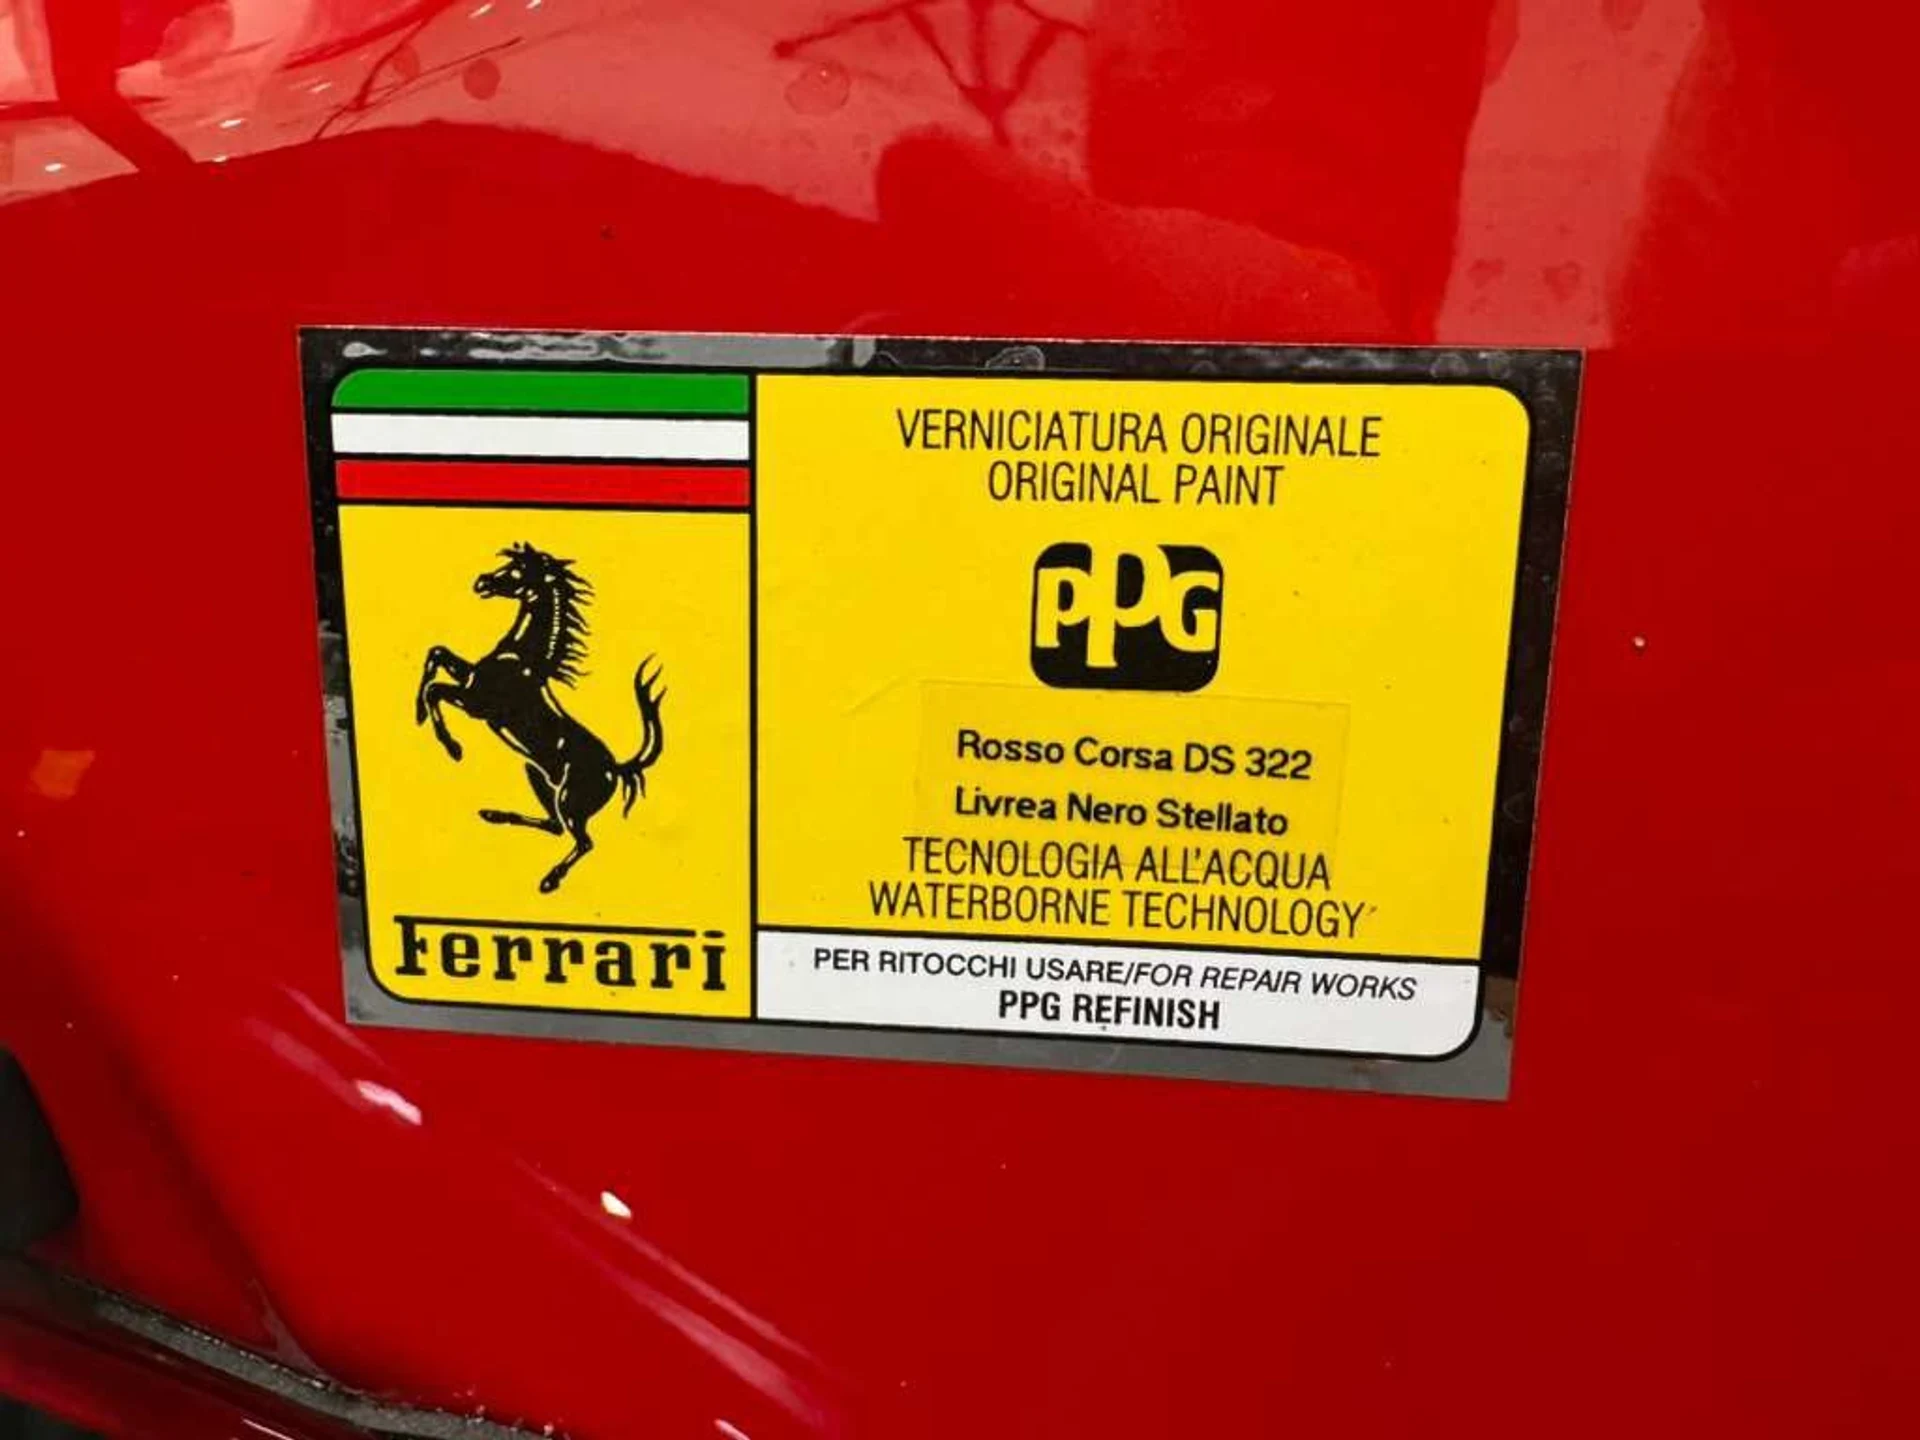 VERNICIATURA ORIGINALE
ORIGINAL PAINT
PPG
Rosso Corsa DS 322
Livrea Nero Stellato
TECNOLOGIA ALL'ACQUA
WATERBORNE TECHNOLOGY
Ferrari
PER RITOCCHI USARE/FOR REPAIR WORKS
PPG REFINISH